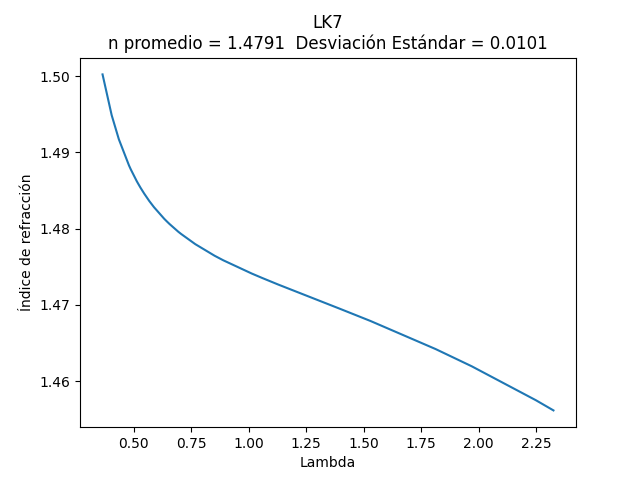 LK7
n promedio = 1.4791  Desviación Estándar = 0.0101
1.50
1.49
1.48
1.47
1.46
Índice de refracción
0.50 0.75 1.00 1.25 1.50 1.75 2.00 2.25
Lambda